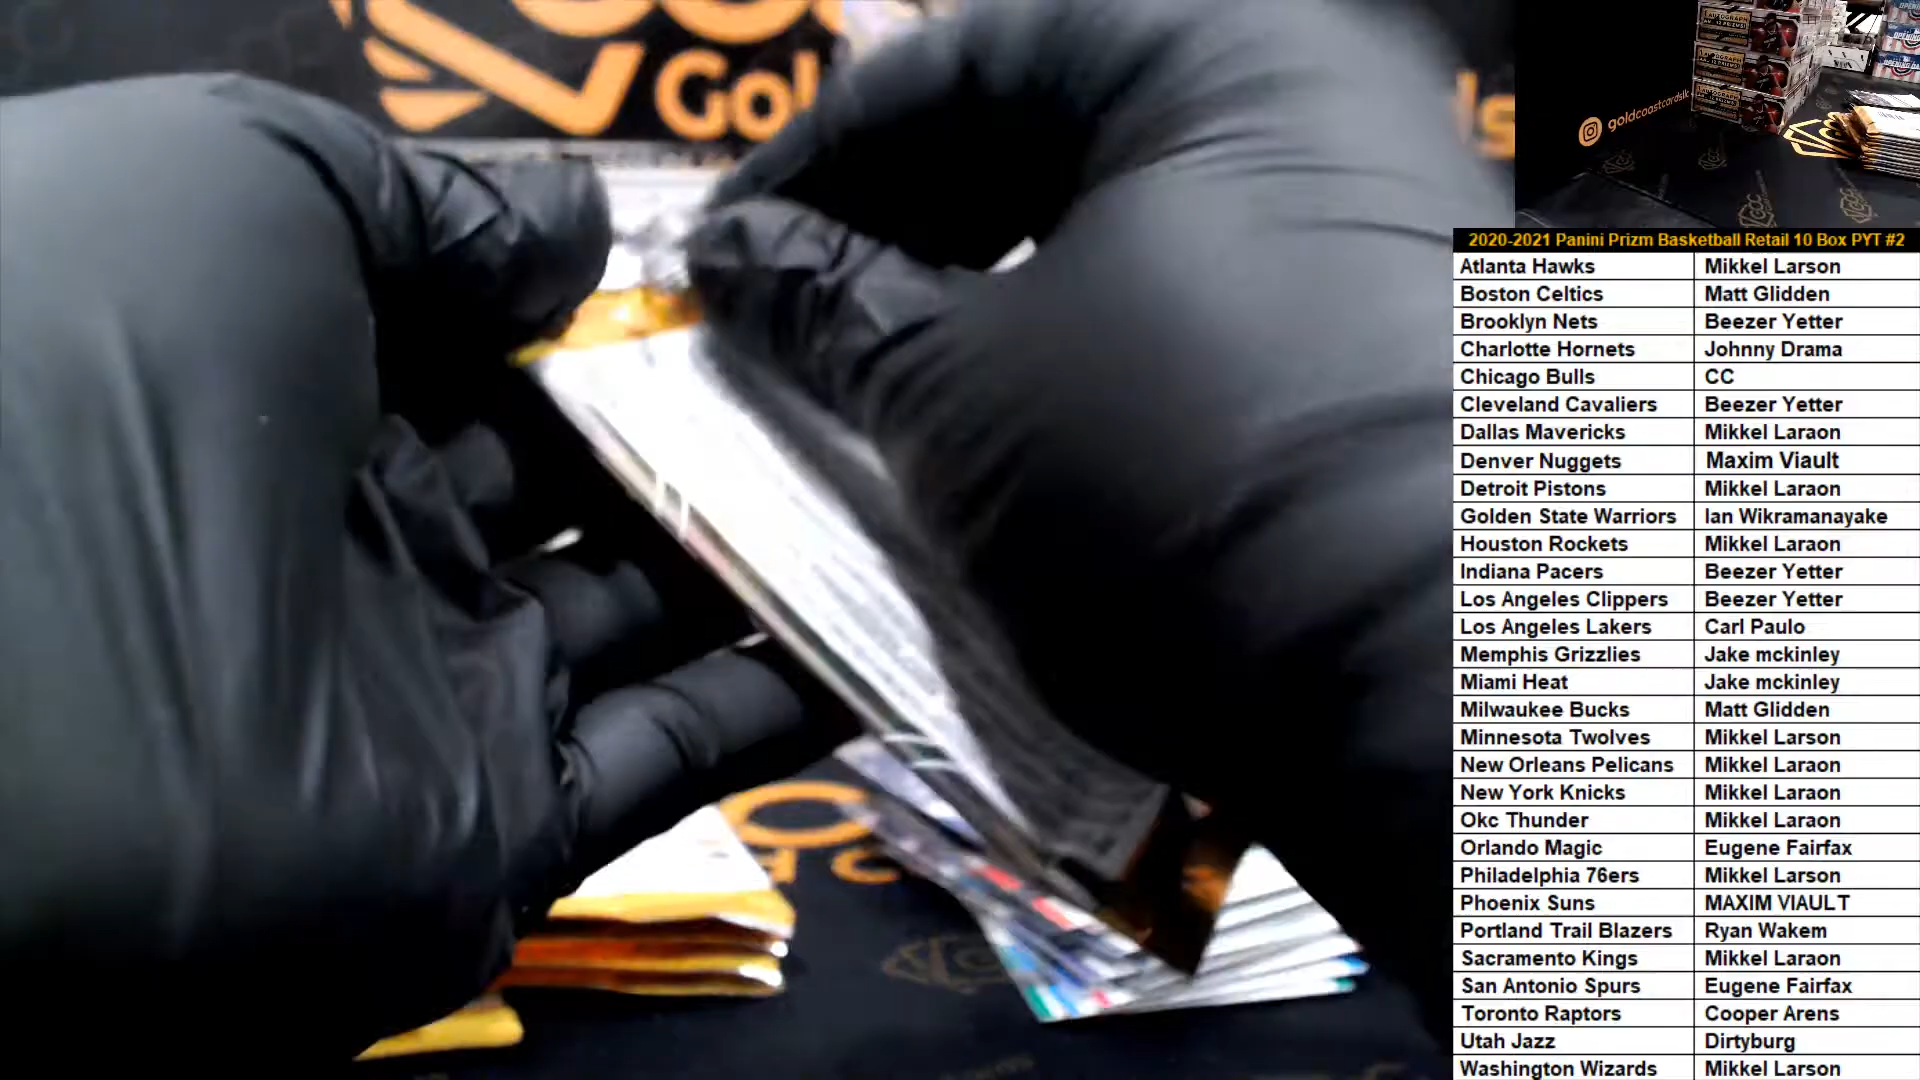 Gol
goldcoastcardslk
2020-2021 Panini Prizm Basketball Retail 10 Box PYT #2
Atlanta Hawks Mikkel Larson
Boston Celtics Matt Glidden
Brooklyn Nets Beezer Yetter
Charlotte Hornets Johnny Drama
Chicago Bulls CC
Cleveland Cavaliers Beezer Yetter
Dallas Mavericks Mikkel Laraon
Denver Nuggets Maxim Viault
Detroit Pistons Mikkel Laraon
Golden State Warriors Ian Wikramanayake
Houston Rockets Mikkel Laraon
Indiana Pacers Beezer Yetter
Los Angeles Clippers Beezer Yetter
Los Angeles Lakers Carl Paulo
Memphis Grizzlies Jake mckinley
Miami Heat Jake mckinley
Milwaukee Bucks Matt Glidden
Minnesota Twolves Mikkel Larson
New Orleans Pelicans Mikkel Laraon
New York Knicks Mikkel Laraon
Okc Thunder Mikkel Laraon
Orlando Magic Eugene Fairfax
Philadelphia 76ers Mikkel Larson
Phoenix Suns MAXIM VIAULT
Portland Trail Blazers Ryan Wakem
Sacramento Kings Mikkel Laraon
San Antonio Spurs Eugene Fairfax
Toronto Raptors Cooper Arens
Utah Jazz Dirtyburg
Washington Wizards Mikkel Larson